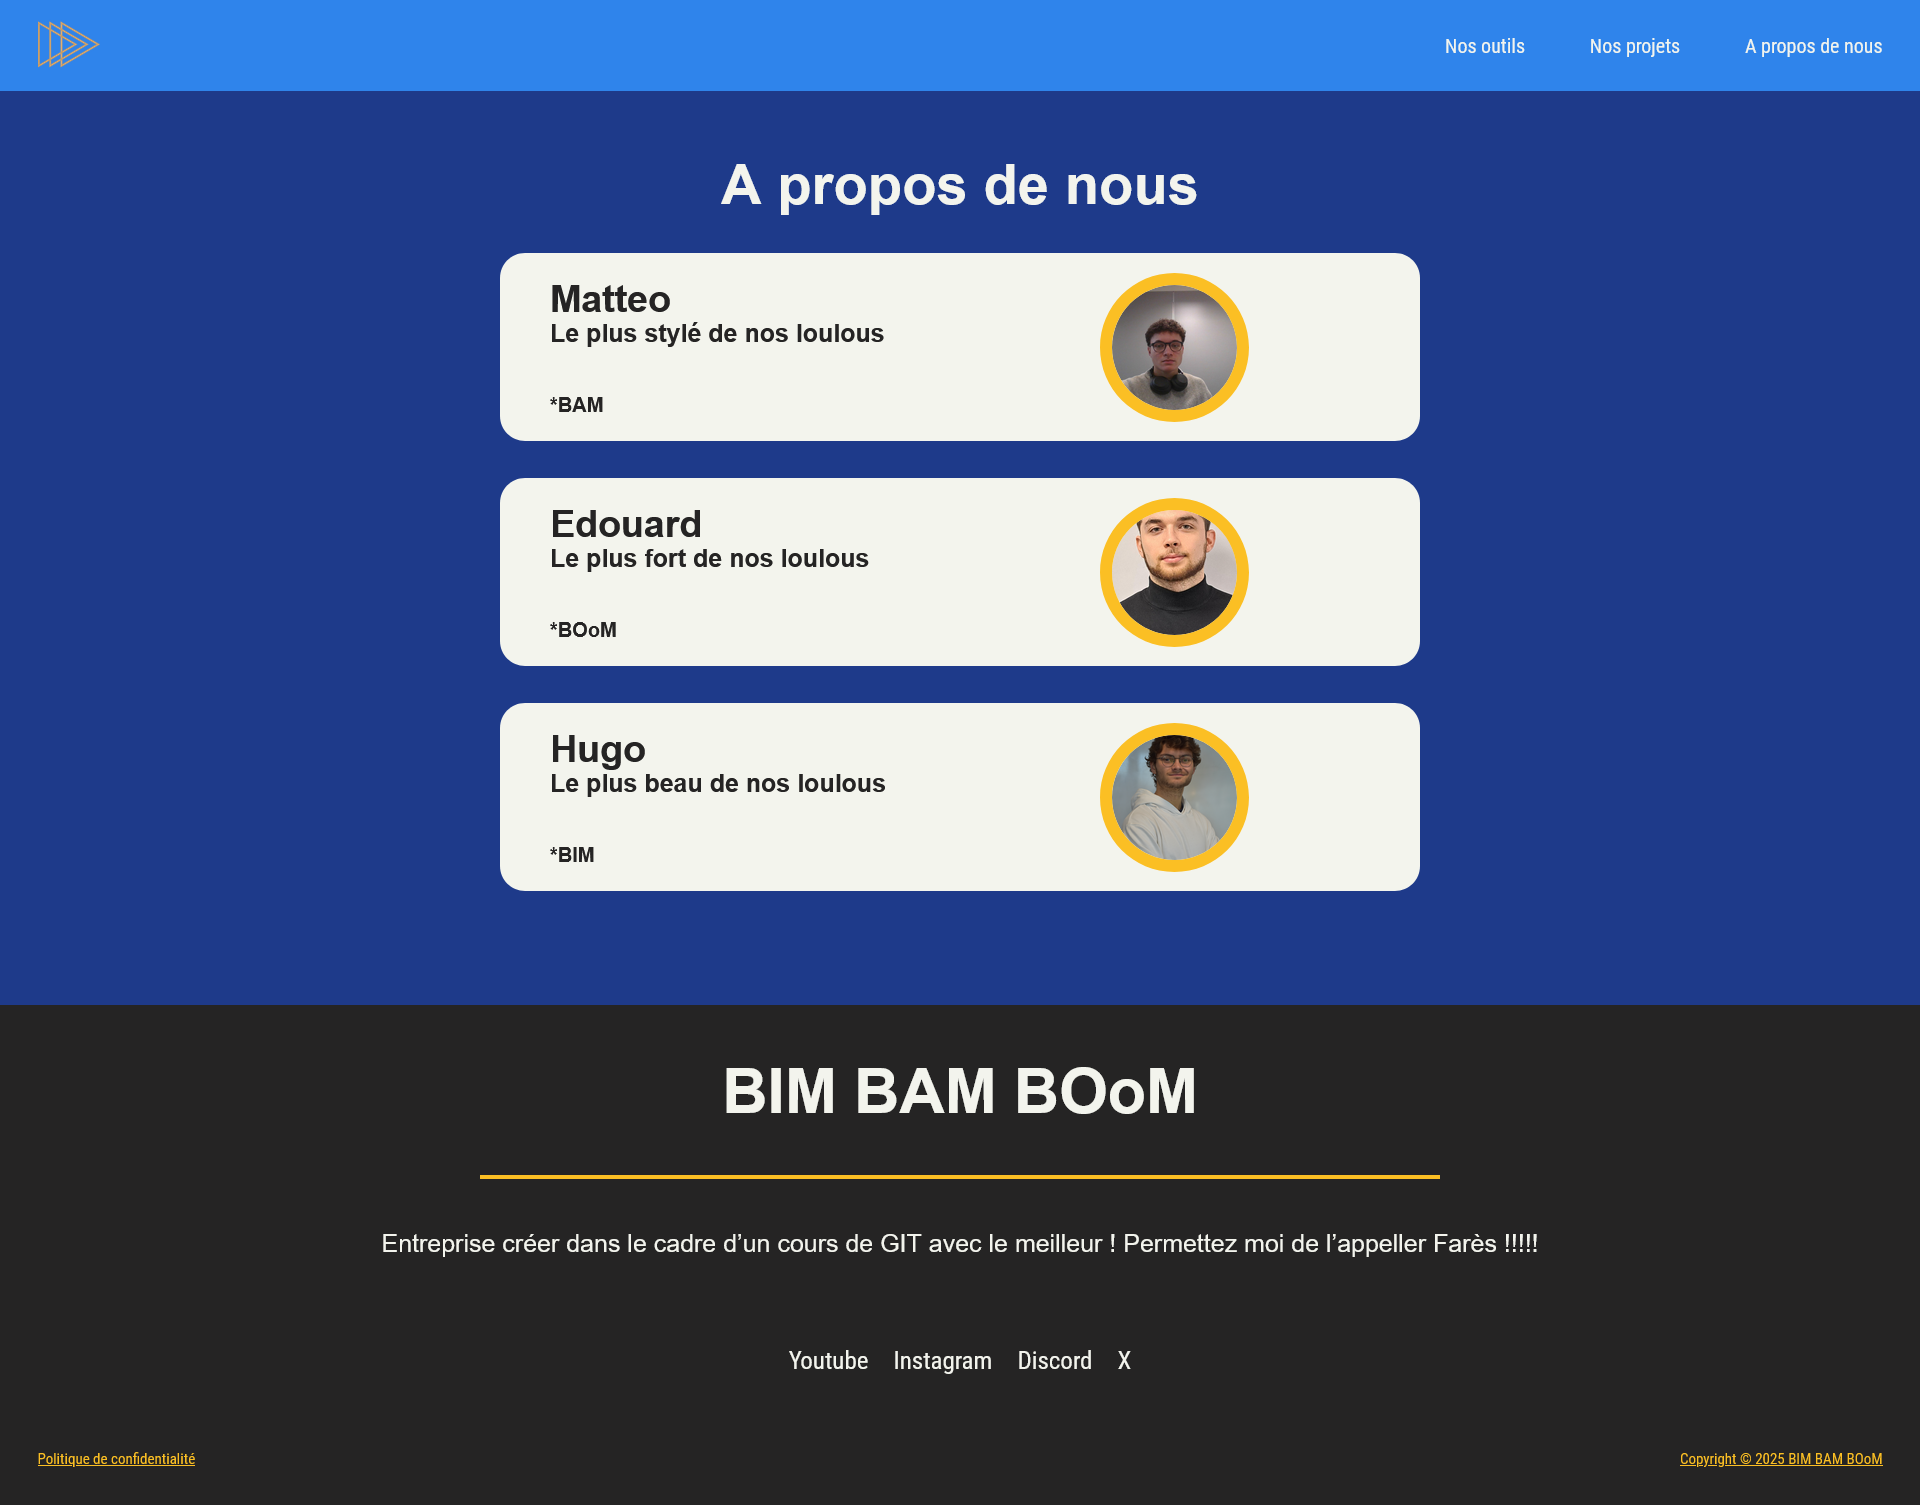 Nos outils
Nos projets
A propos de nous
A propos de nous
Matteo
Le plus stylé de nos loulous
*BAM
Edouard
Le plus fort de nos loulous
*BOoM
Hugo
Le plus beau de nos loulous
*BIM
BIM BAM BOoM
Entreprise créer dans le cadre d’un cours de GIT avec le meilleur ! Permettez moi de l’appeller Farès !!!!!
Youtube Instagram Discord X
Politique de confidentialité
Copyright © 2025 BIM BAM BOoM